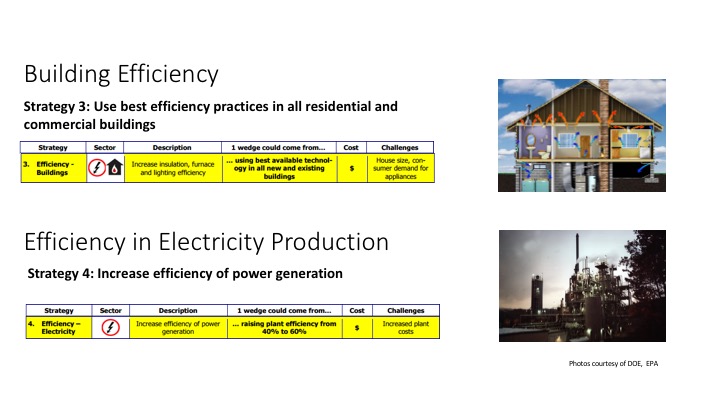 Building Efficiency
Strategy 3: Use best efficiency practices in all residential and
commercial buildings
Strategy Sector Description 1 wedge could come from... Cost Challenges
3. Efficiency - Buildings Increase insulation, furnace and lighting efficiency ... using best available technol-ogy in all new and existing buildings $ House size, con-sumer demand for appliances
Efficiency in Electricity Production
Strategy 4: Increase efficiency of power generation
Strategy Sector Description 1 wedge could come from... Cost Challenges
4. Efficiency – Electricity Increase efficiency of power generation ... raising plant efficiency from 40% to 60% $ Increased plant costs
Photos courtesy of DOE, EPA